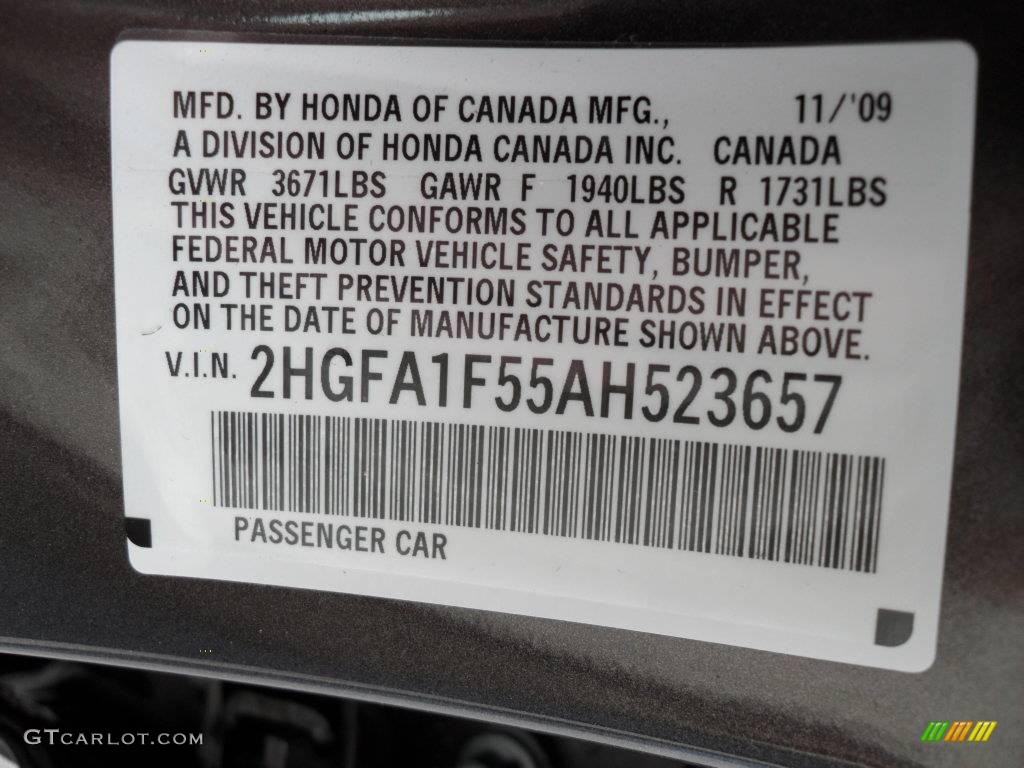 MFD. BY HONDA OF CANADA MFG., 11/'09
A DIVISION OF HONDA CANADA INC. CANADA
GVWR 3671LBS GAWR F 1940LBS R 1731LBS
THIS VEHICLE CONFORMS TO ALL APPLICABLE
FEDERAL MOTOR VEHICLE SAFETY, BUMPER,
AND THEFT PREVENTION STANDARDS IN EFFECT
ON THE DATE OF MANUFACTURE SHOWN ABOVE.
V.I.N. 2HGFA1F55AH523657
PASSENGER CAR
GTCARLOT.COM